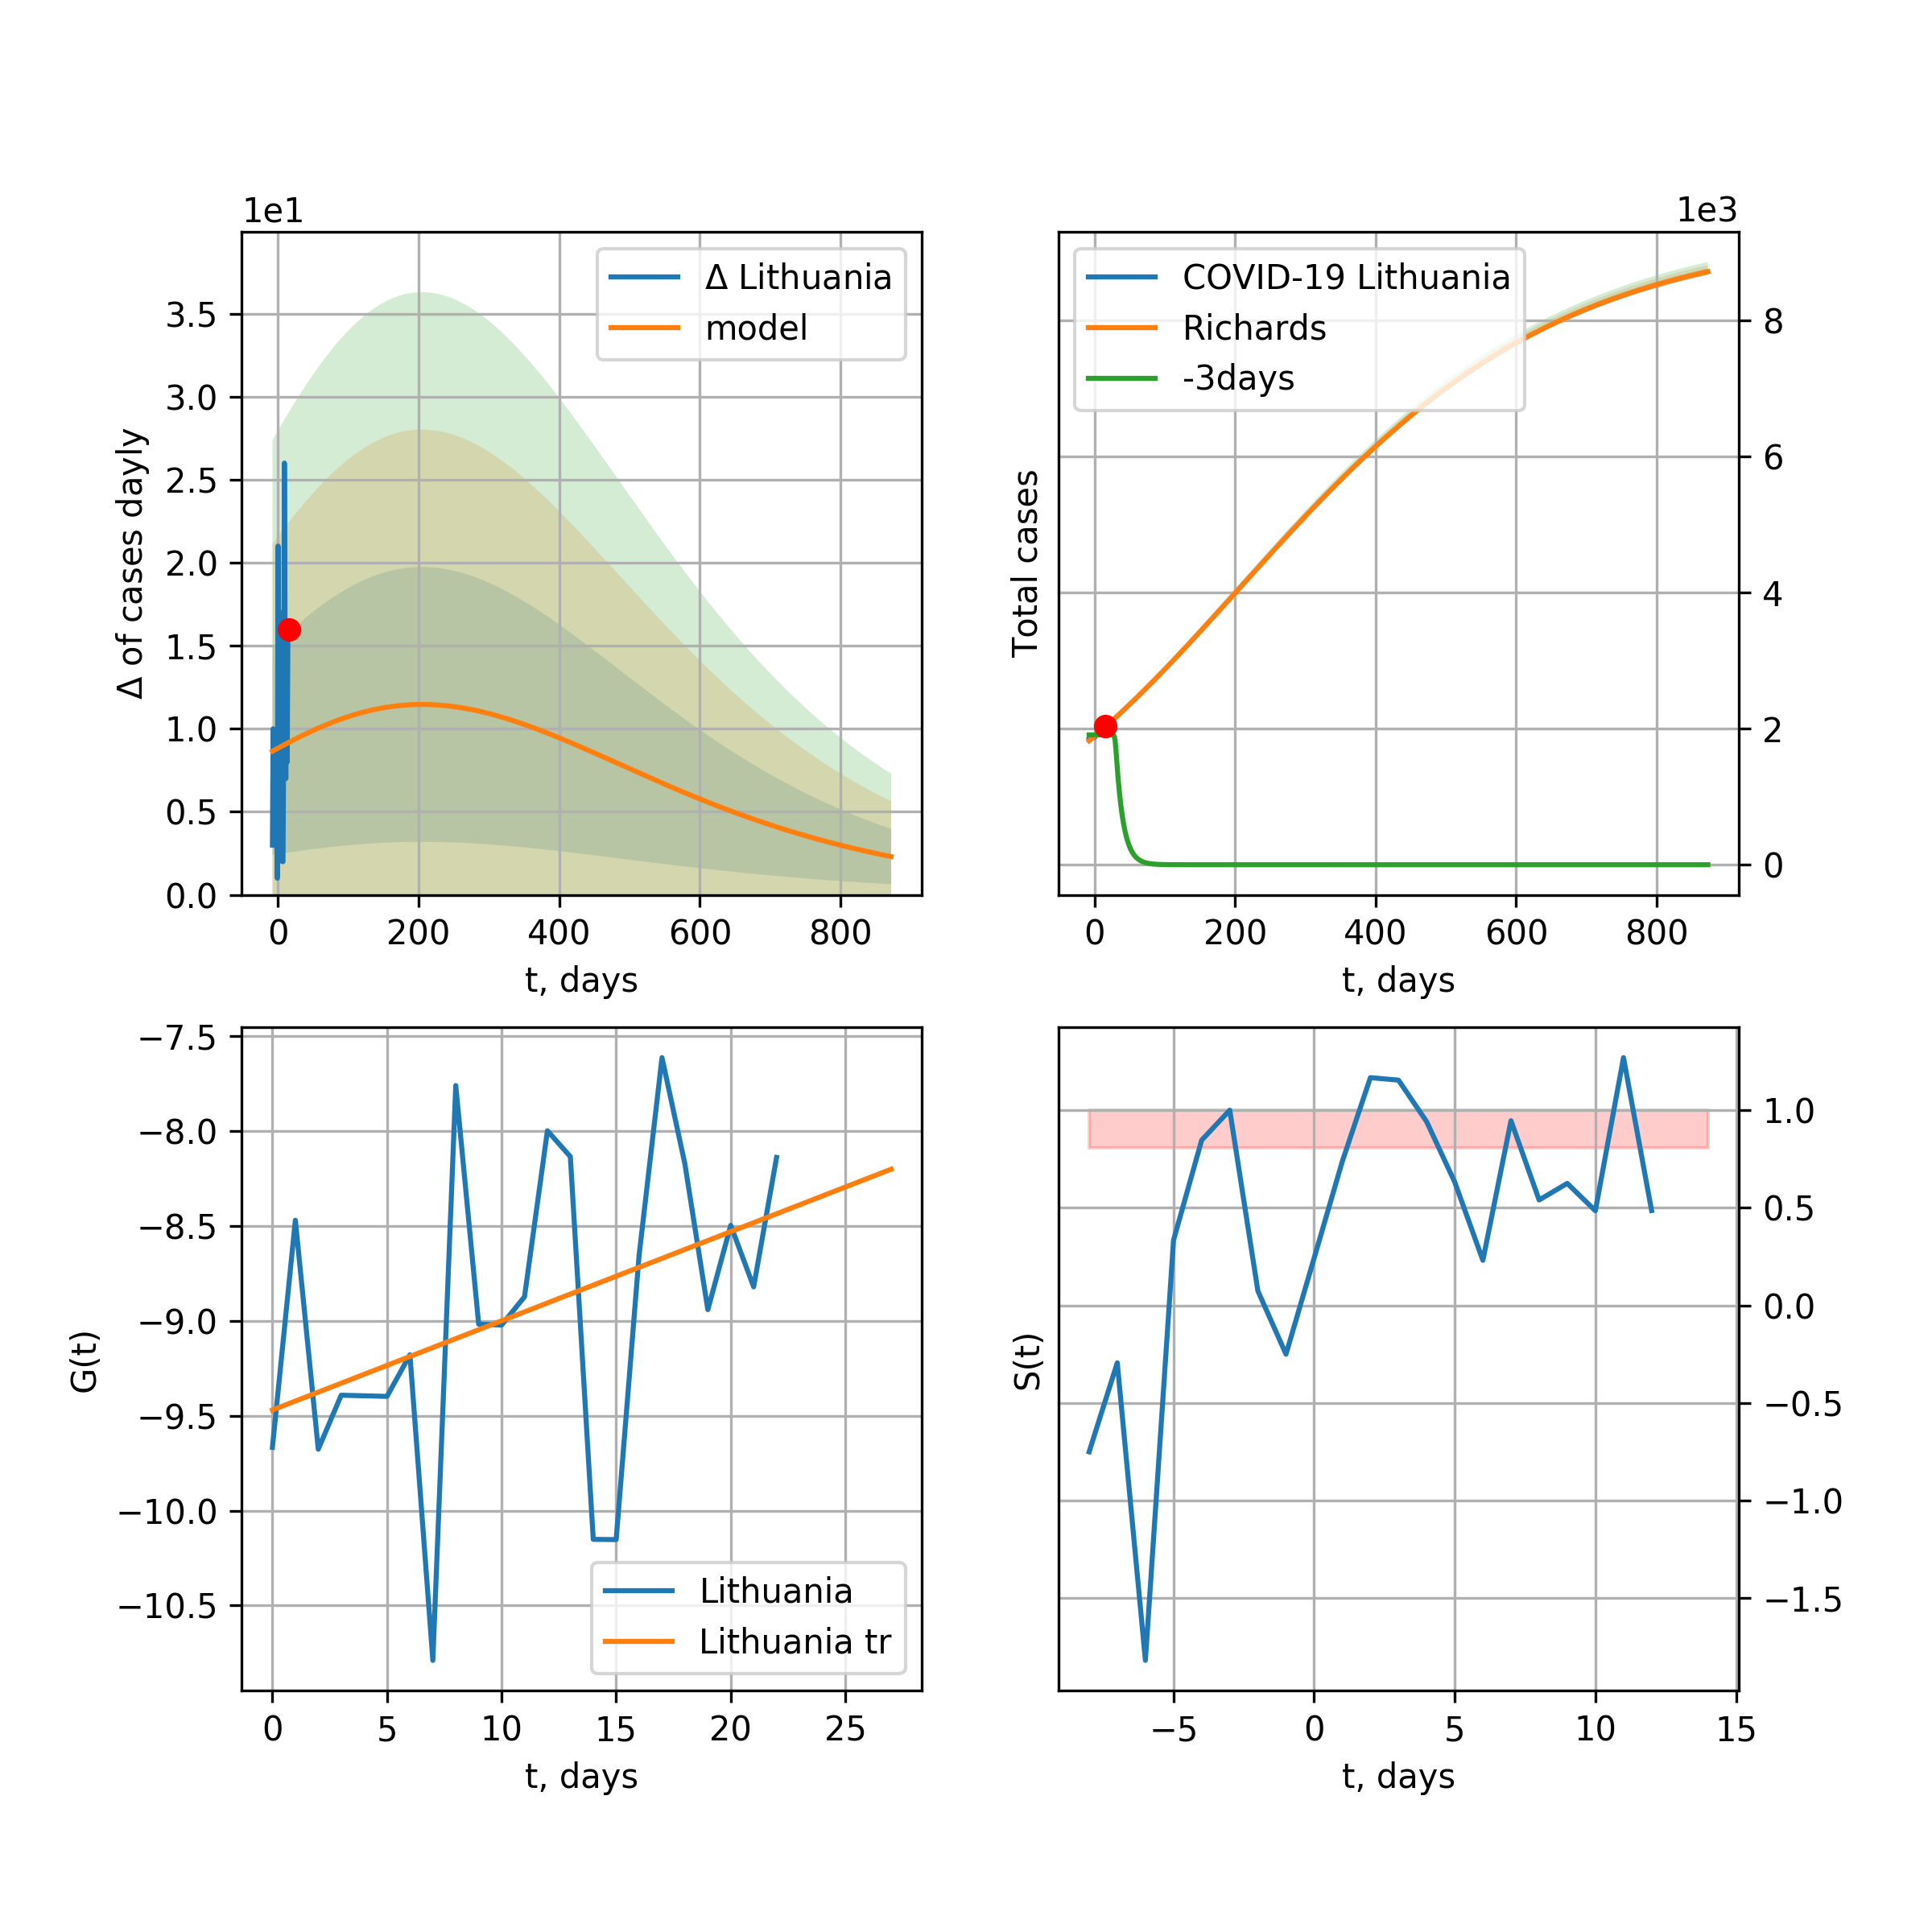 1e1
Δ of cases dayly
3.5
3.0
2.5
2.0
1.5
1.0
0.5
0.0
Δ Lithuania
model
0 200 400 600 800
t, days
1e3
Total cases
COVID-19 Lithuania
Richards
-3days
8
6
4
2
0
0 200 400 600 800
t, days
G(t)
−7.5
−8.0
−8.5
−9.0
−9.5
−10.0
−10.5
Lithuania
Lithuania tr
0 5 10 15 20 25
t, days
S(t)
1.0
0.5
0.0
−0.5
−1.0
−1.5
−5 0 5 10 15
t, days